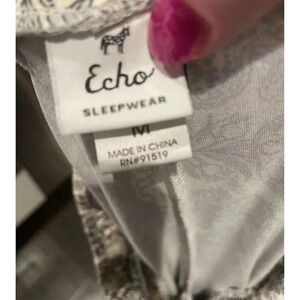 Echo
SLEEPWEAR
M
MADE IN CHINA
RN#91519